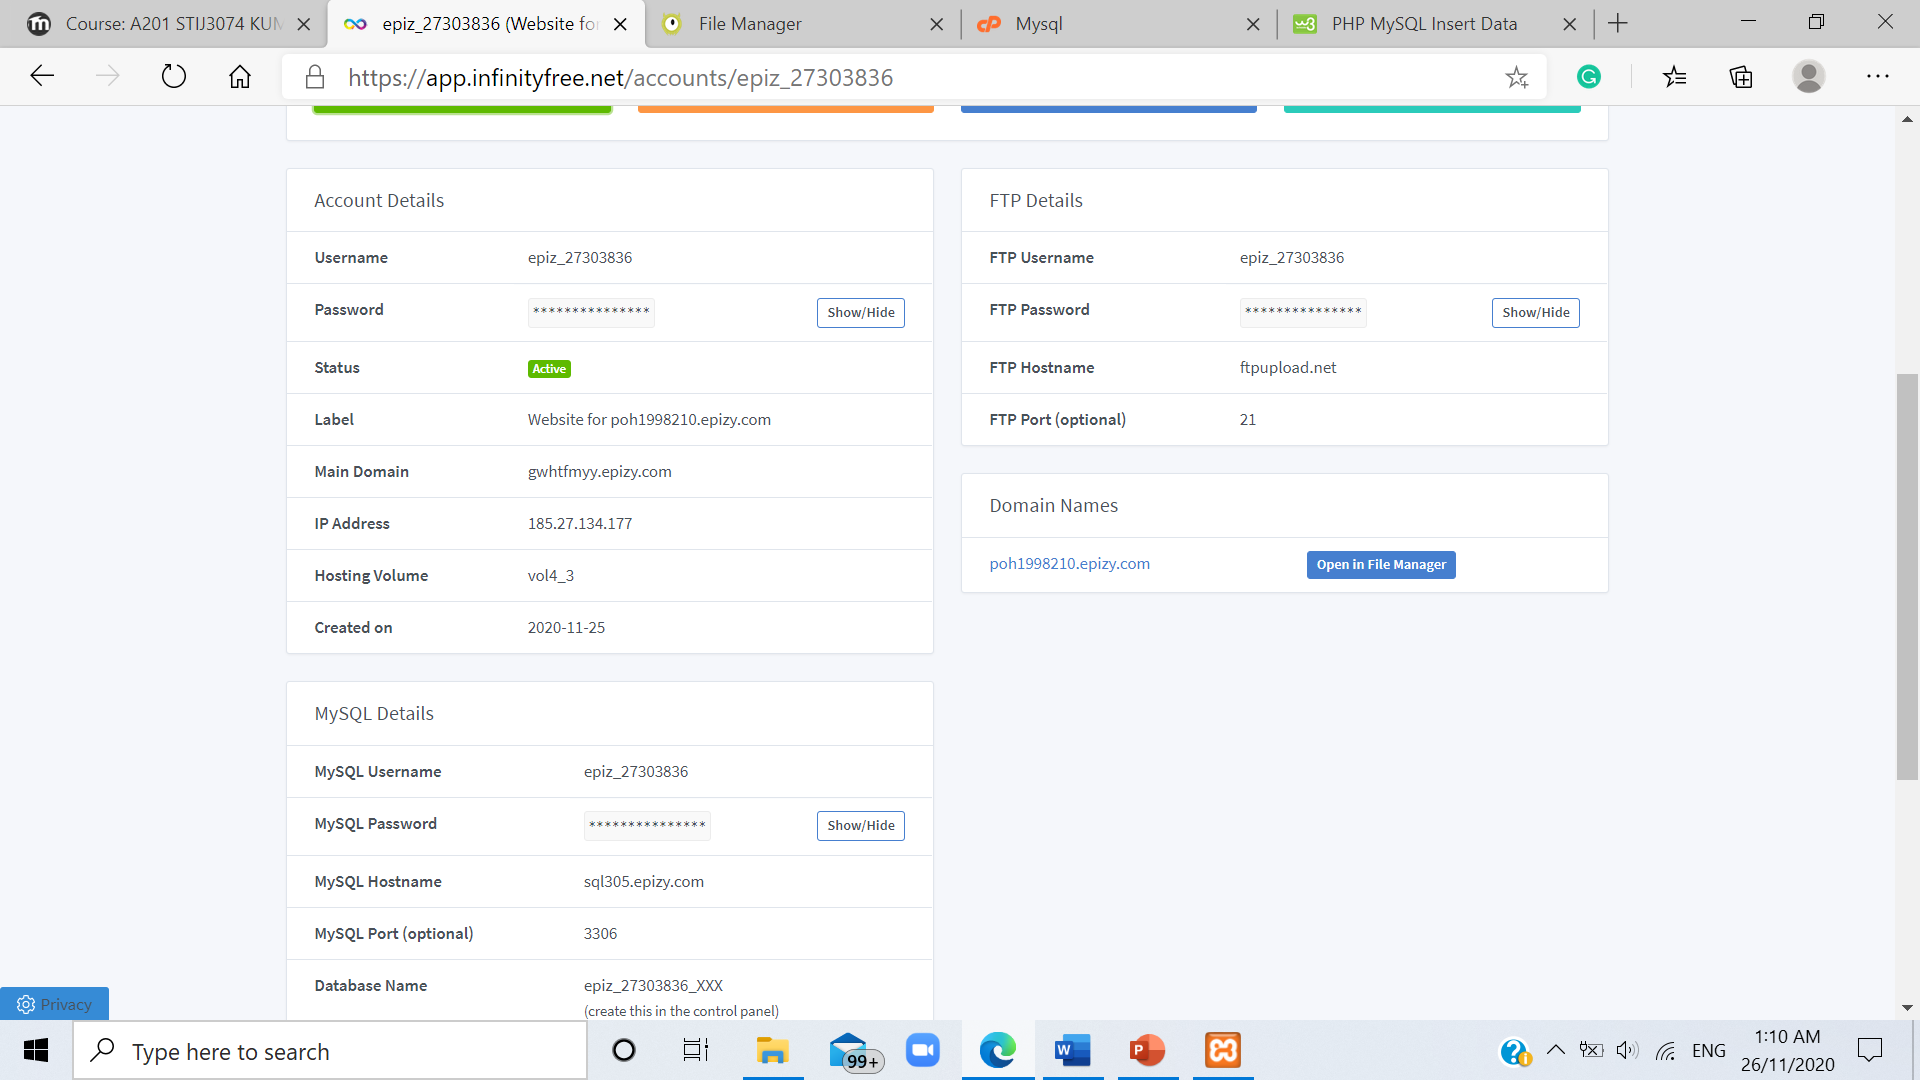 Course: A201 STIJ3074 KUM
epiz_27303836 (Website for
File Manager
Mysql
PHP MySQL Insert Data
https://app.infinityfree.net/accounts/epiz_27303836
Account Details
Username epiz_27303836
Password *************** Show/Hide
Status Active
Label Website for poh1998210.epizy.com
Main Domain gwhtfmyy.epizy.com
IP Address 185.27.134.177
Hosting Volume vol4_3
Created on 2020-11-25
FTP Details
FTP Username epiz_27303836
FTP Password *************** Show/Hide
FTP Hostname ftpupload.net
FTP Port (optional) 21
Domain Names
poh1998210.epizy.com Open in File Manager
MySQL Details
MySQL Username epiz_27303836
MySQL Password *************** Show/Hide
MySQL Hostname sql305.epizy.com
MySQL Port (optional) 3306
Database Name epiz_27303836_XXX
(create this in the control panel)
Privacy
Type here to search
99+
ENG
1:10 AM
26/11/2020